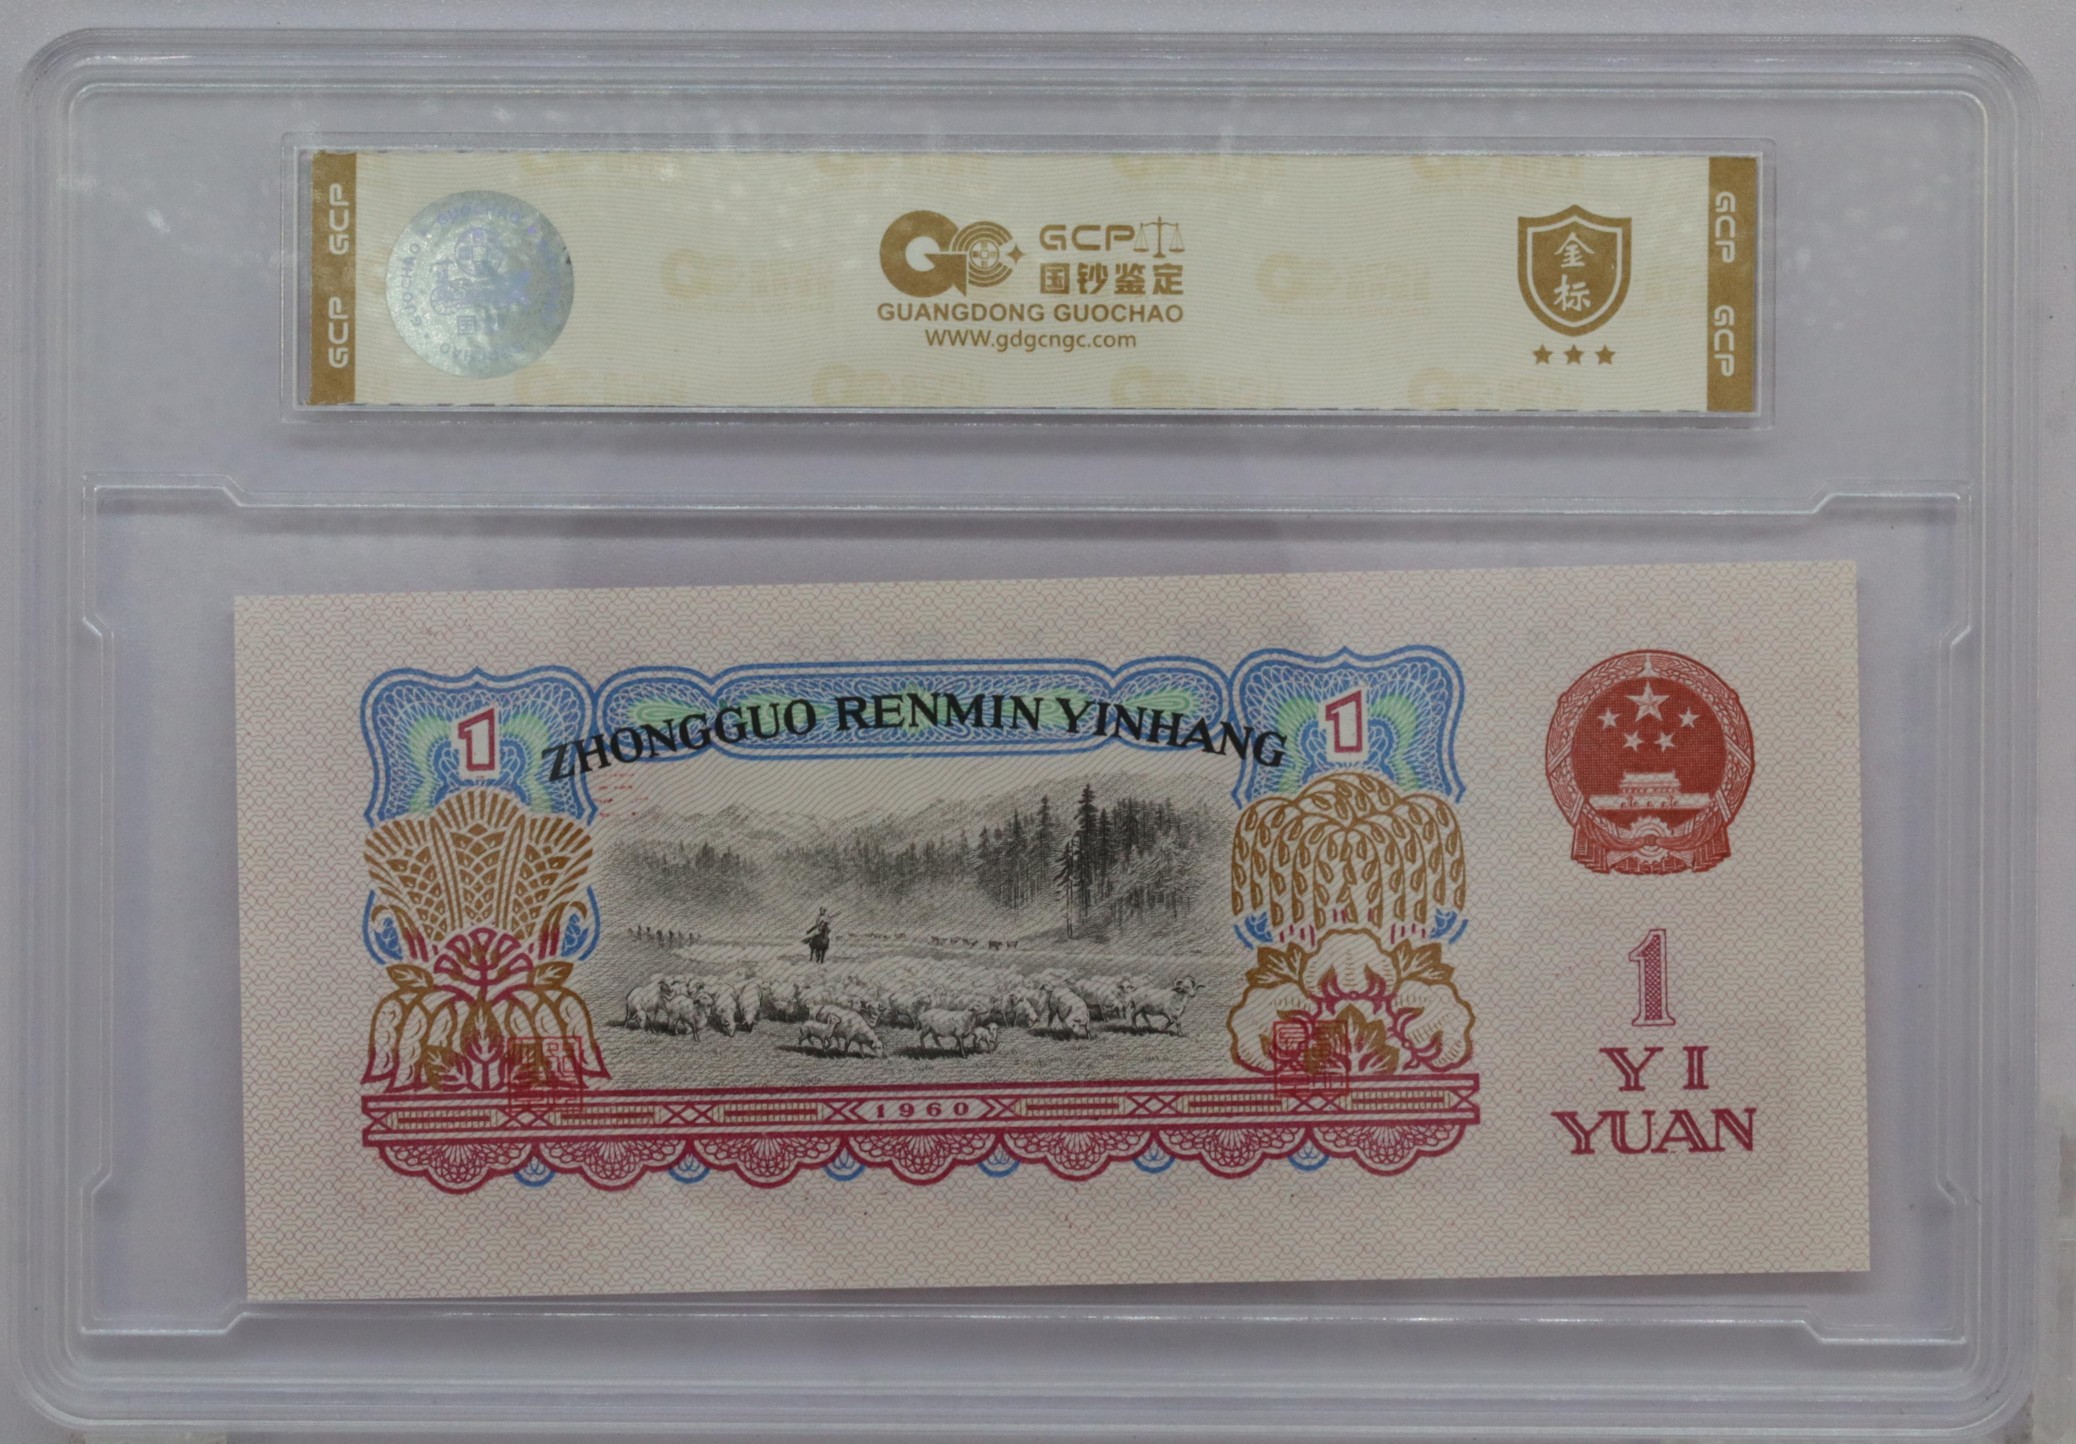 GCP GCP
GUOCHAO
GCP
国钞鉴定
GUANGDONG GUOCHAO
WWW.gdgcngc.com
金
标
GCP GCP
1
ZHONGGUO RENMIN YINHANG
1
1960
1
YI
YUAN